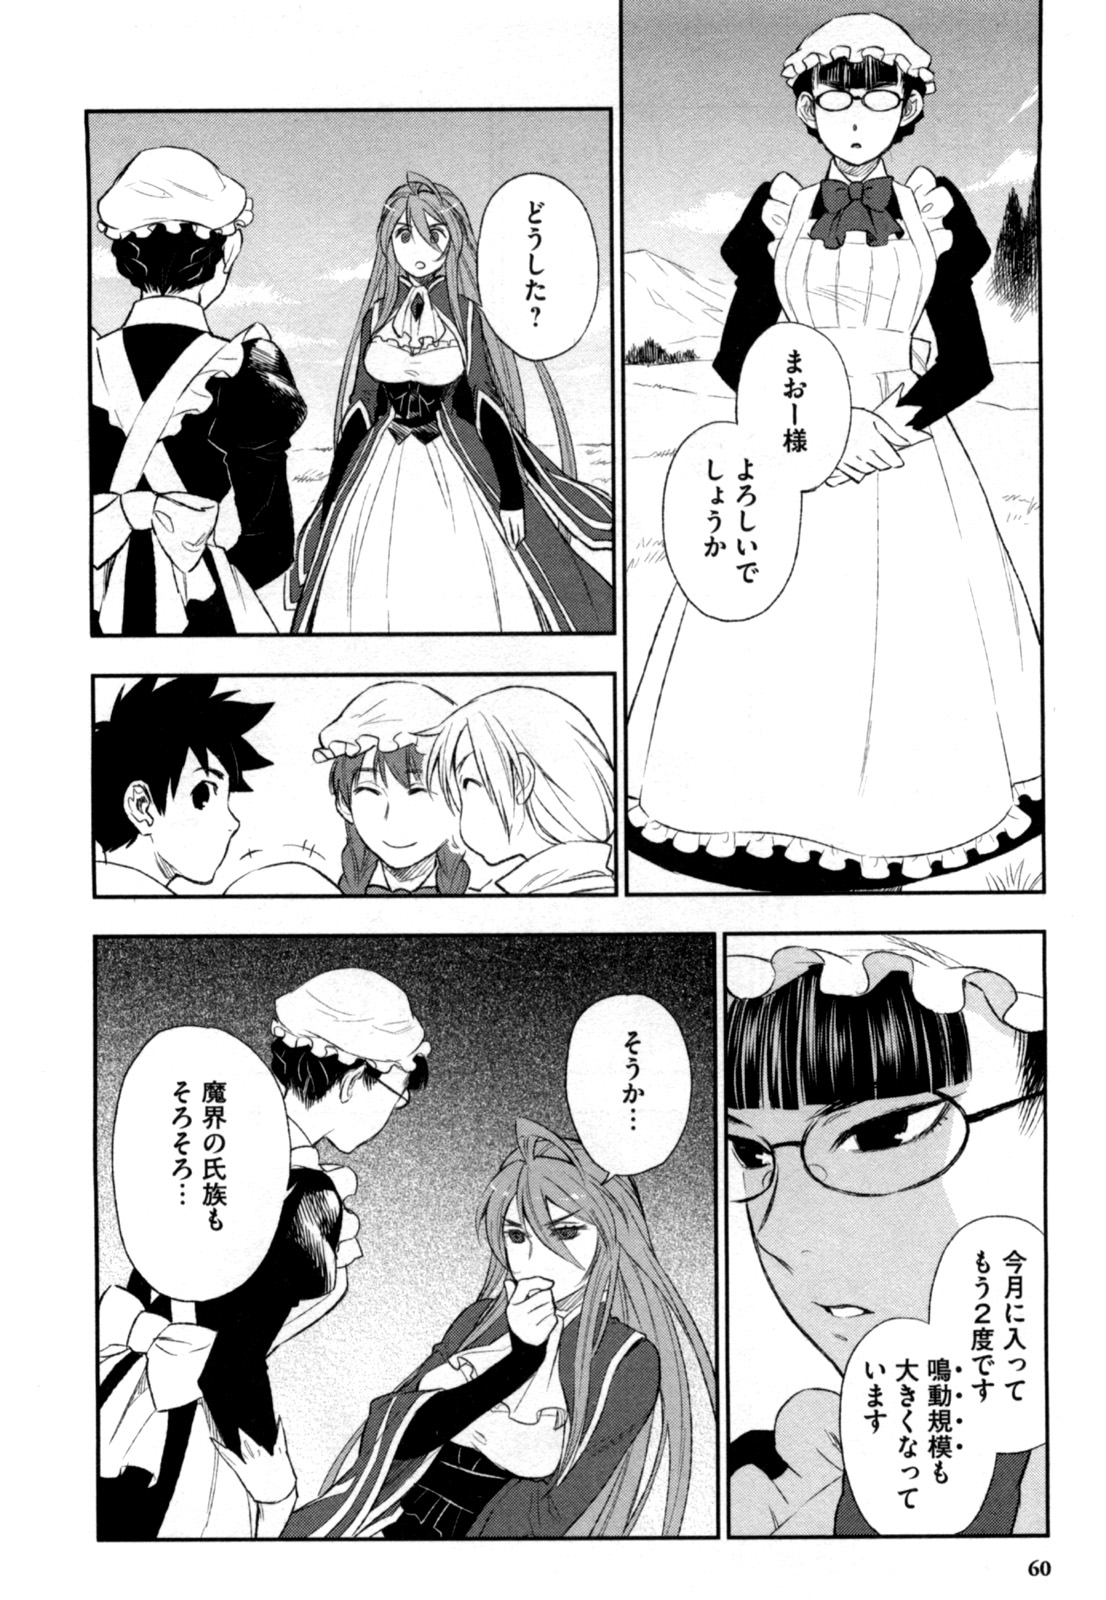 まおー様
よろしいで
しょうか
どうした?
今月に入って
もう2度です
鳴動規模も
大きくなって
います
そうか…
魔界の氏族も
そろそろ…
60